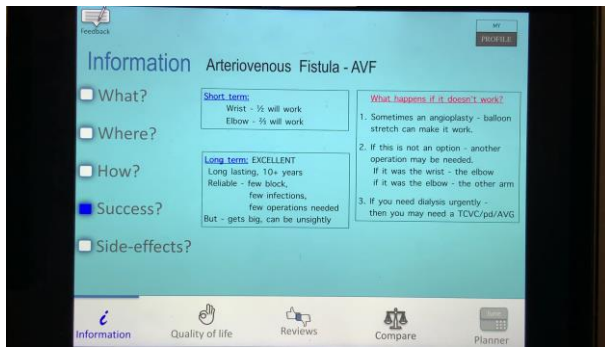 Feedback
MY
PROFILE
Information Arteriovenous Fistula - AVF
What?
Where?
How?
Success?
Side-effects?
Short term:
Wrist - ½ will work
Elbow - ⅔ will work
Long term: EXCELLENT
Long lasting, 10+ years
Reliable - few block,
few infections,
few operations needed
But - gets big, can be unsightly
What happens if it doesn't work?
1. Sometimes an angioplasty - balloon
stretch can make it work.
2. If this is not an option - another
operation may be needed.
If it was the wrist - the elbow
if it was the elbow - the other arm
3. If you need dialysis urgently -
then you may need a TCVC/pd/AVG
i
Information
Quality of life
Reviews
Compare
Planner